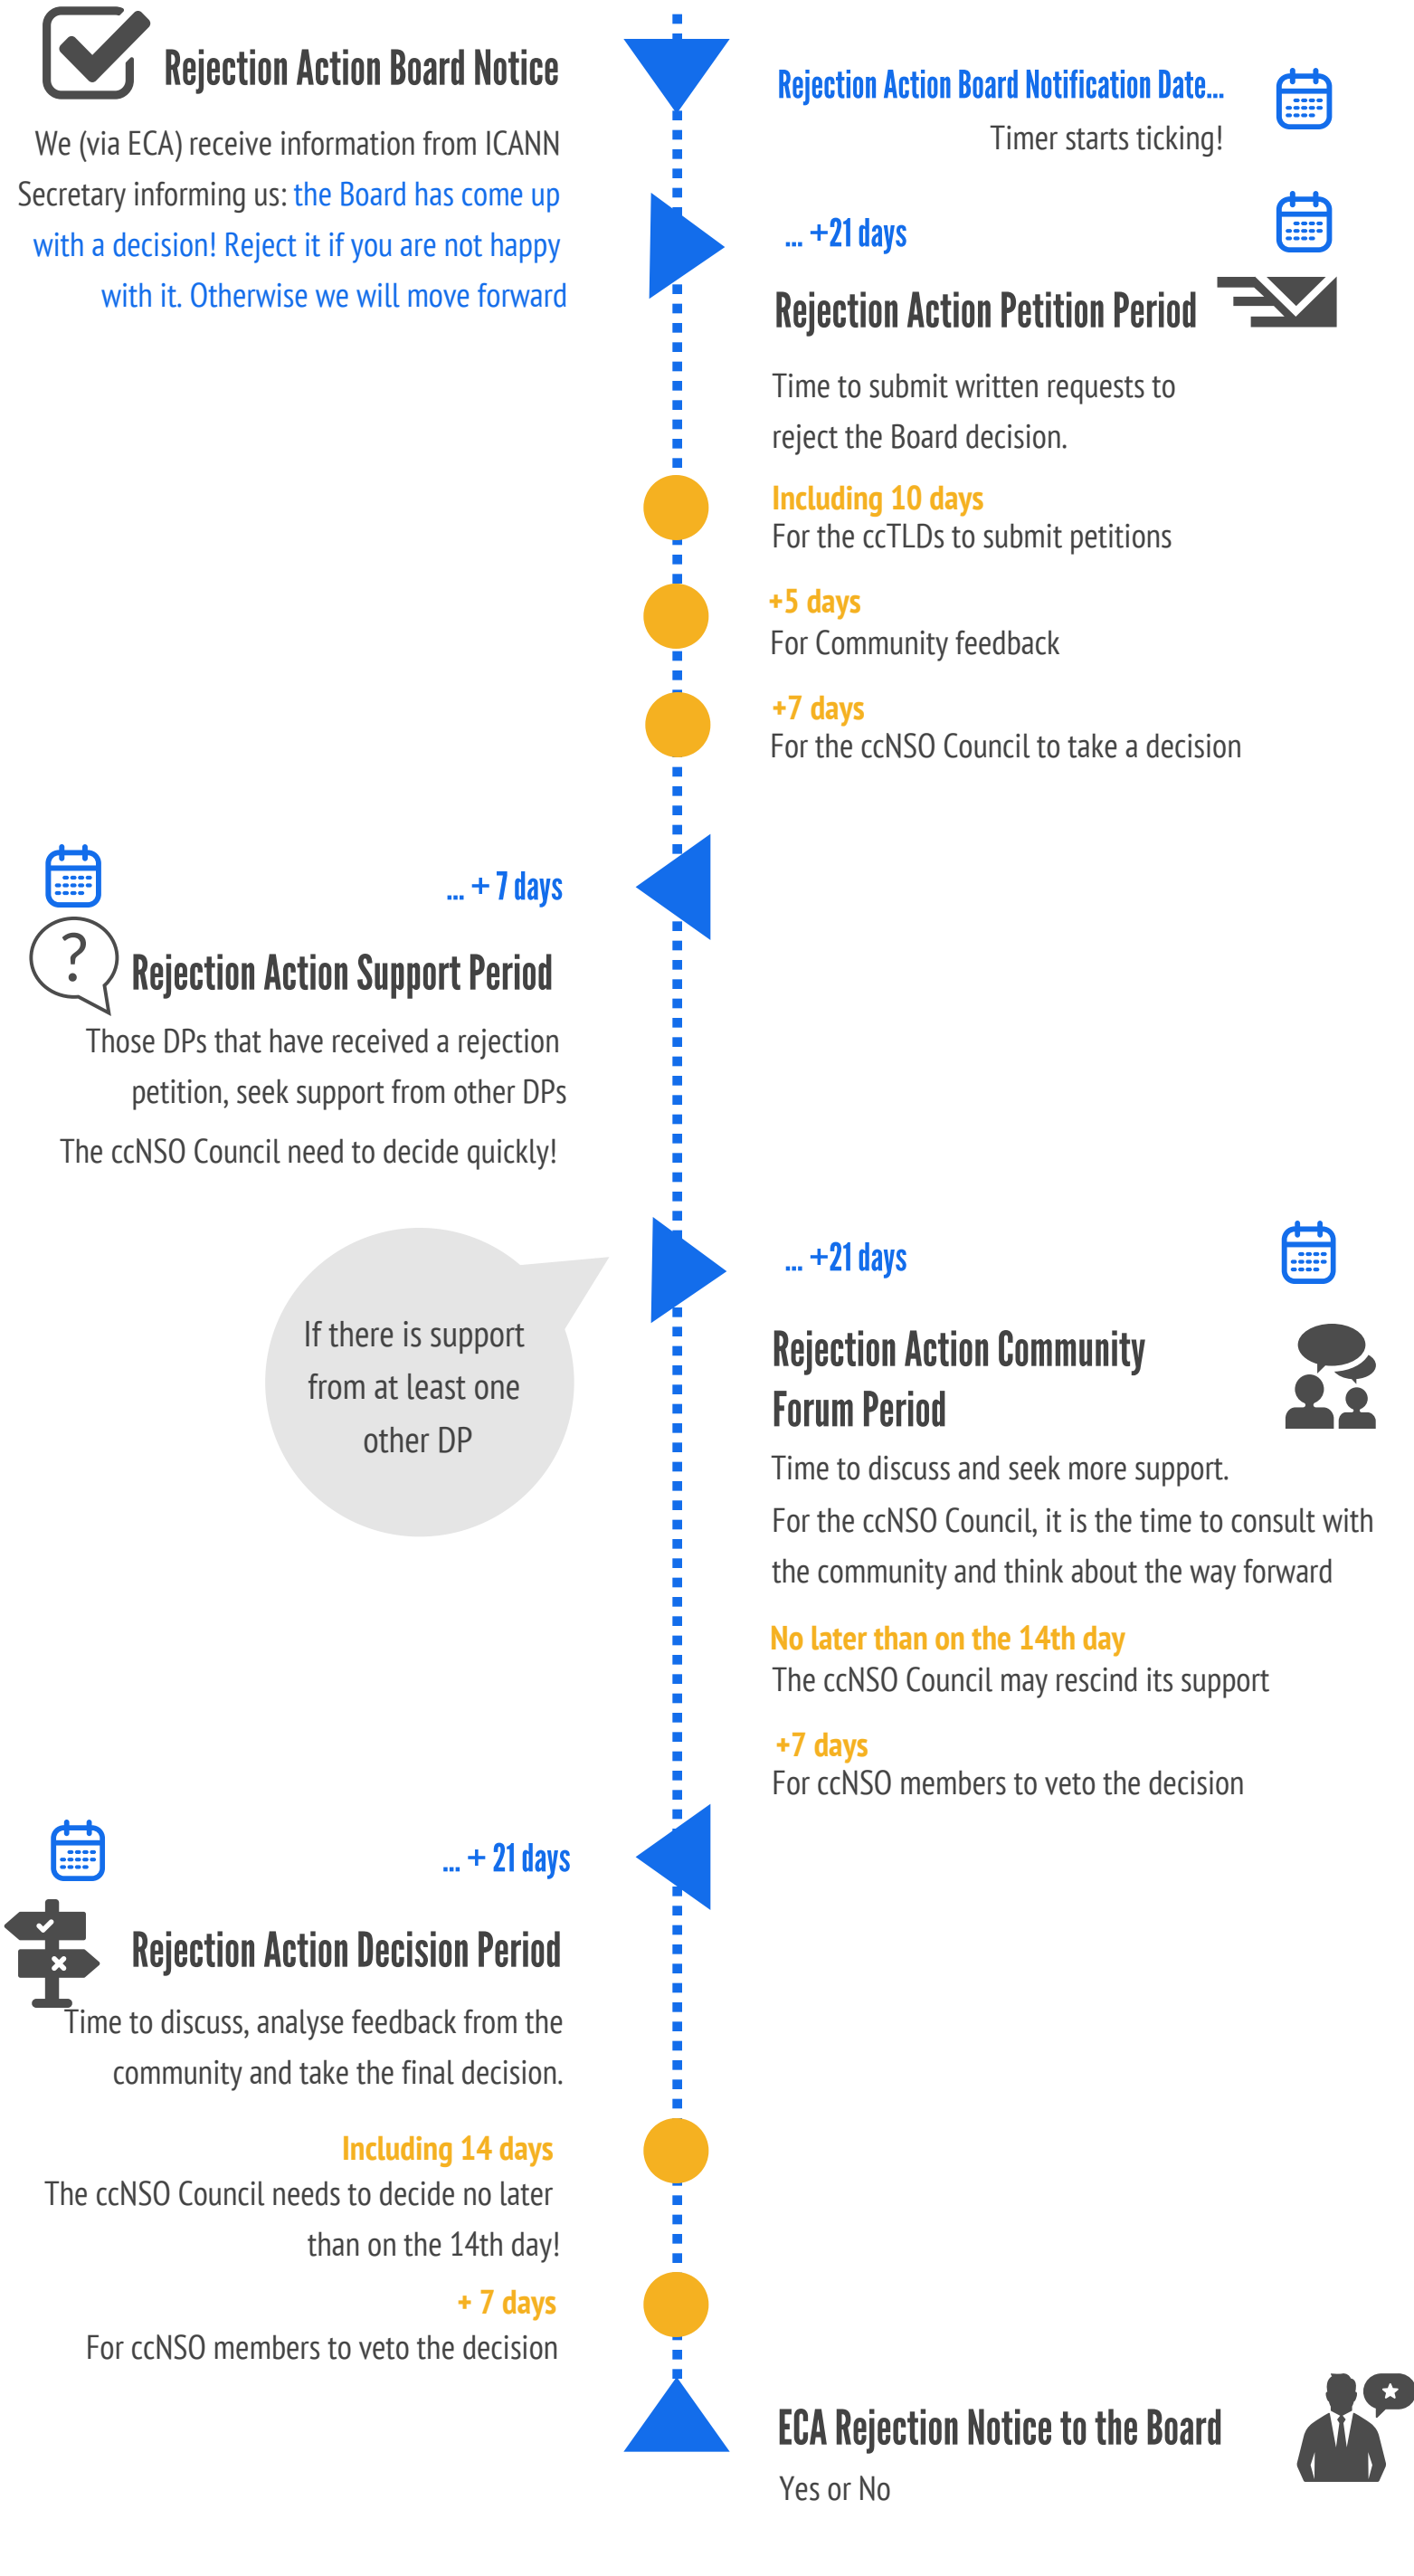 Rejection Action Board Notice
We (via ECA) receive information from ICANN
Secretary informing us: the Board has come up
with a decision! Reject it if you are not happy
with it. Otherwise we will move forward
Rejection Action Board Notification Date...
Timer starts ticking!
... +21 days
Rejection Action Petition Period
Time to submit written requests to
reject the Board decision.
Including 10 days
For the ccTLDs to submit petitions
+5 days
For Community feedback
+7 days
For the ccNSO Council to take a decision
... + 7 days
?
Rejection Action Support Period
Those DPs that have received a rejection
petition, seek support from other DPs
The ccNSO Council need to decide quickly!
If there is support
from at least one
other DP
... +21 days
Rejection Action Community
Forum Period
Time to discuss and seek more support.
For the ccNSO Council, it is the time to consult with
the community and think about the way forward
No later than on the 14th day
The ccNSO Council may rescind its support
+7 days
For ccNSO members to veto the decision
... + 21 days
Rejection Action Decision Period
Time to discuss, analyse feedback from the
community and take the final decision.
Including 14 days
The ccNSO Council needs to decide no later
than on the 14th day!
+ 7 days
For ccNSO members to veto the decision
ECA Rejection Notice to the Board
Yes or No